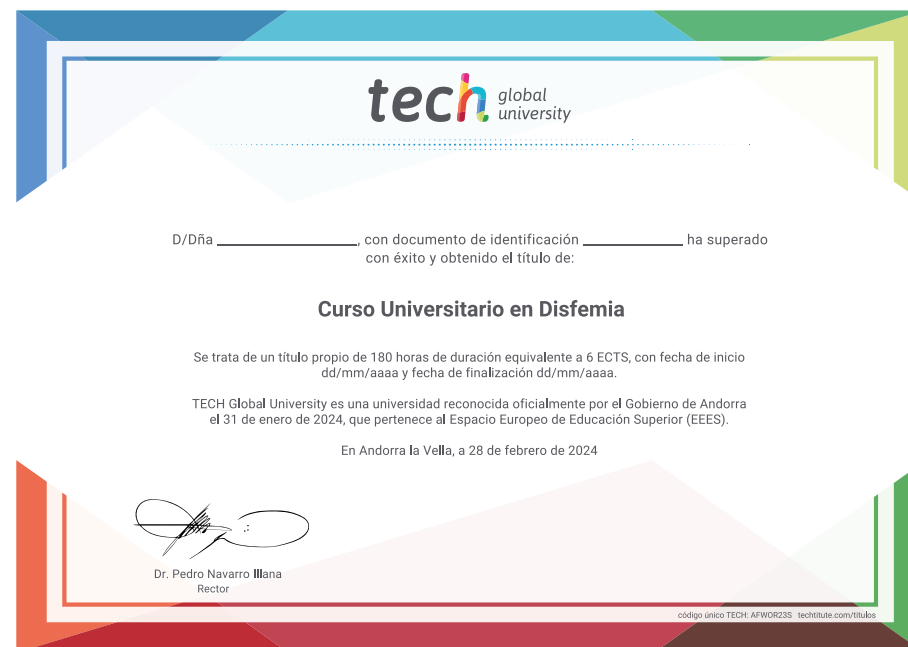 tech global university
D/Dña ____________________, con documento de identificación ______________ ha superado
con éxito y obtenido el título de:
Curso Universitario en Disfemia
Se trata de un título propio de 180 horas de duración equivalente a 6 ECTS, con fecha de inicio
dd/mm/aaaa y fecha de finalización dd/mm/aaaa.
TECH Global University es una universidad reconocida oficialmente por el Gobierno de Andorra
el 31 de enero de 2024, que pertenece al Espacio Europeo de Educación Superior (EEES).
En Andorra la Vella, a 28 de febrero de 2024
Dr. Pedro Navarro Illana
Rector
código único TECH: AFWOR23S techtitute.com/titulos